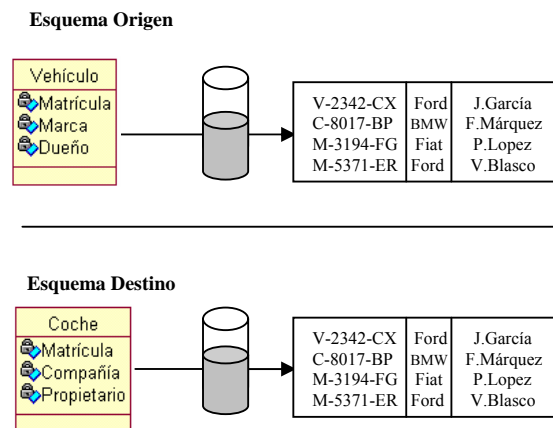 Esquema Origen
Vehículo
Matrícula
Marca
Dueño
V-2342-CX Ford J.García
C-8017-BP BMW F.Márquez
M-3194-FG Fiat P.Lopez
M-5371-ER Ford V.Blasco
Esquema Destino
Coche
Matrícula
Compañía
Propietario
V-2342-CX Ford J.García
C-8017-BP BMW F.Márquez
M-3194-FG Fiat P.Lopez
M-5371-ER Ford V.Blasco